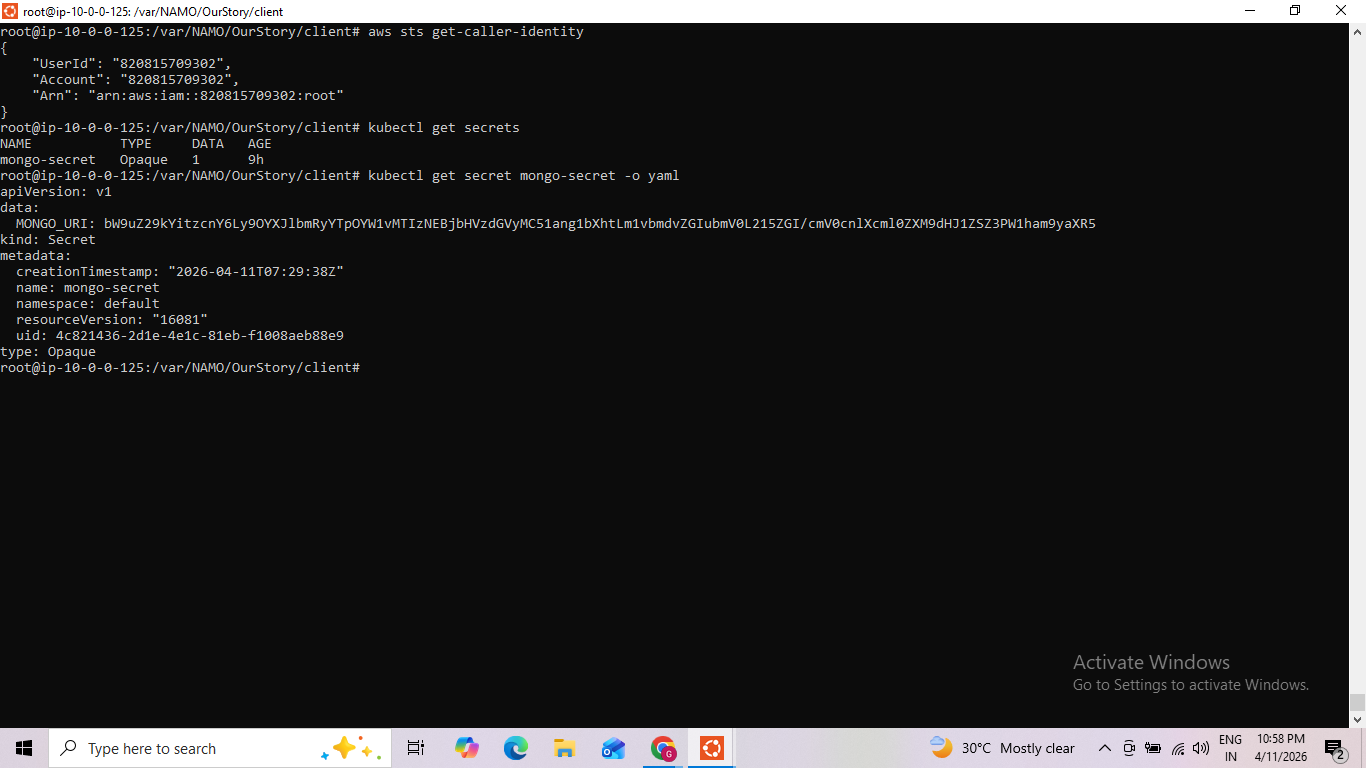 root@ip-10-0-0-125: /var/NAMO/OurStory/client
root@ip-10-0-0-125:/var/NAMO/OurStory/client# aws sts get-caller-identity
{
    "UserId": "820815709302",
    "Account": "820815709302",
    "Arn": "arn:aws:iam::820815709302:root"
}
root@ip-10-0-0-125:/var/NAMO/OurStory/client# kubectl get secrets
NAME           TYPE     DATA   AGE
mongo-secret   Opaque   1      9h
root@ip-10-0-0-125:/var/NAMO/OurStory/client# kubectl get secret mongo-secret -o yaml
apiVersion: v1
data:
  MONGO_URI: bW9uZ29kYitzcnY6Ly9OYXJlbmRyYTpOYW1vMTIzNEBjbHVzdGVyMC51ang1bXhtLm1vbmdvZGIubmV0L215ZGI/cmV0cnlXcml0ZXM9dHJ1ZSZ3PW1ham9yaXR5
kind: Secret
metadata:
  creationTimestamp: "2026-04-11T07:29:38Z"
  name: mongo-secret
  namespace: default
  resourceVersion: "16081"
  uid: 4c821436-2d1e-4e1c-81eb-f1008aeb88e9
type: Opaque
root@ip-10-0-0-125:/var/NAMO/OurStory/client#
Activate Windows
Go to Settings to activate Windows.
Type here to search
30°C Mostly clear
ENG
IN
10:58 PM
4/11/2026
2